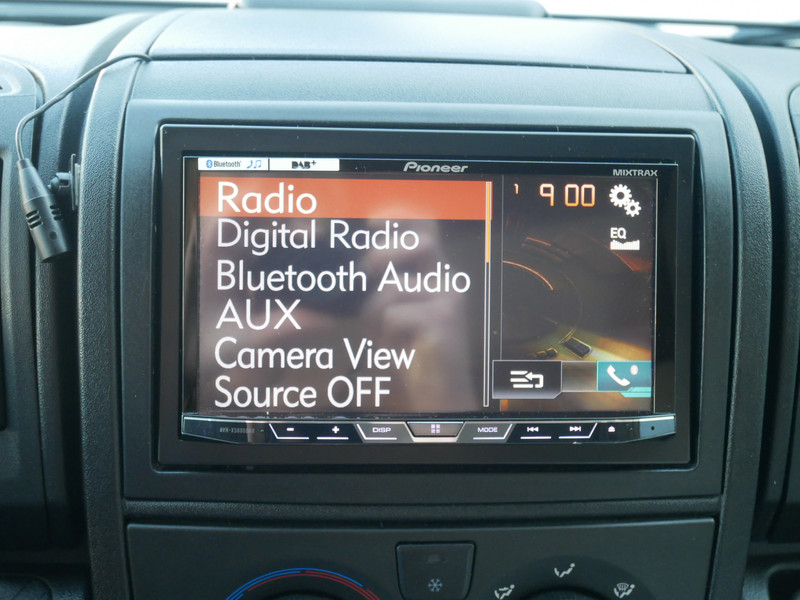 Bluetooth DAB+ Pioneer MIXTRAX
Radio
Digital Radio
Bluetooth Audio
AUX
Camera View
Source OFF
1 9 00
EQ
- + DISP MODE